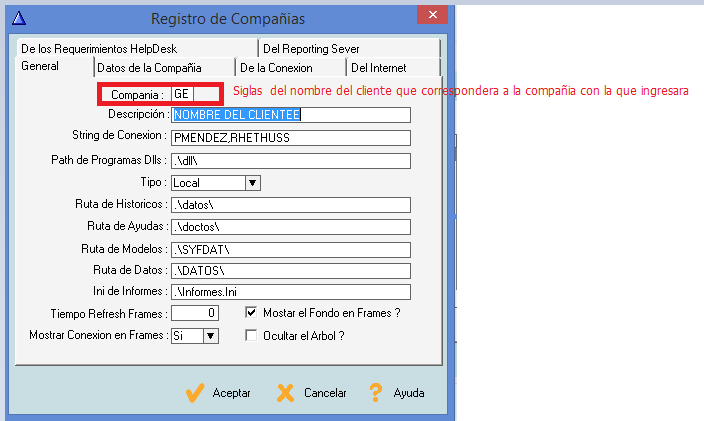 Registro de Compañias
De los Requerimientos HelpDesk
Del Reporting Sever
General
Datos de la Compañia
De la Conexion
Del Internet
Compania : GE
Siglas del nombre del cliente que correspondera a la compañia con la que ingresara
Descripción : NOMBRE DEL CLIENTEE
String de Conexion : PMENDEZ,RHETHUSS
Path de Programas Dlls : .\dll\
Tipo : Local
Ruta de Historicos : .\datos\
Ruta de Ayudas : .\doctos\
Ruta de Modelos : .\SYFDAT\
Ruta de Datos : .\DATOS\
Ini de Informes : .\Informes.Ini
Tiempo Refresh Frames : 0
Mostar el Fondo en Frames ?
Mostrar Conexion en Frames : Si
Ocultar el Arbol ?
Aceptar
Cancelar
Ayuda